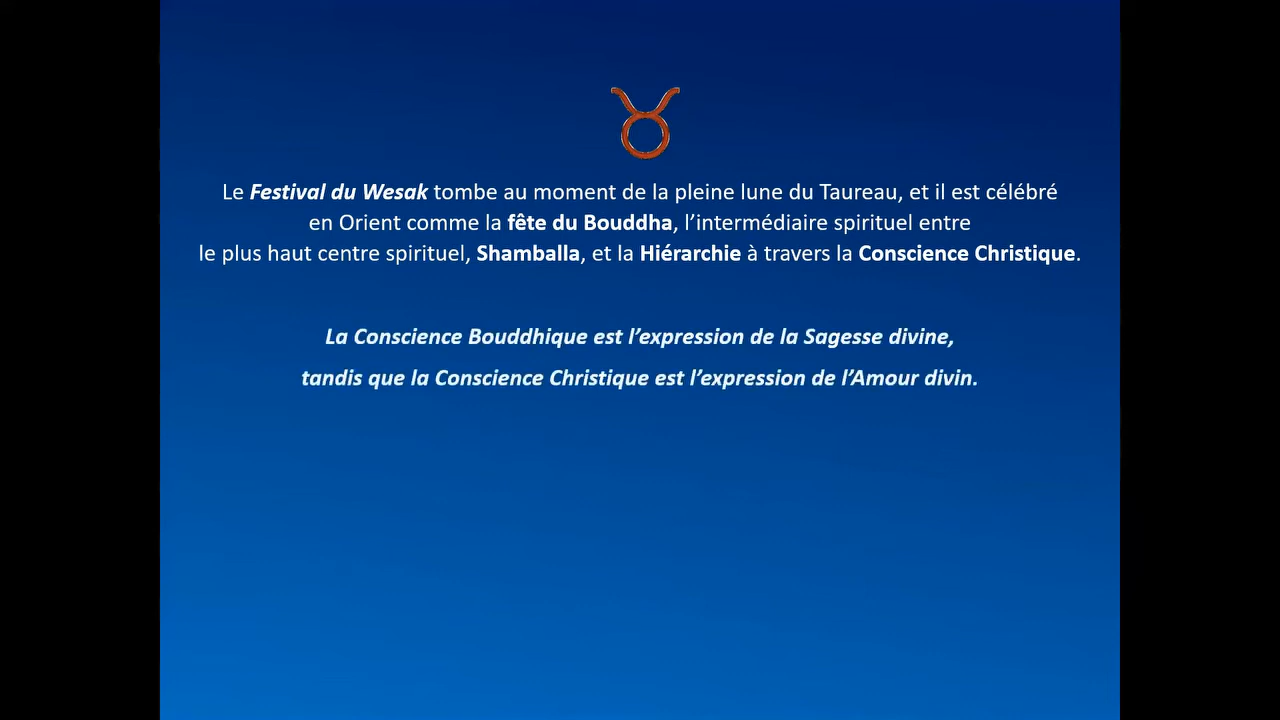 Le Festival du Wesak tombe au moment de la pleine lune du Taureau, et il est célébré
en Orient comme la fête du Bouddha, l’intermédiaire spirituel entre
le plus haut centre spirituel, Shamballa, et la Hiérarchie à travers la Conscience Christique.
La Conscience Bouddhique est l’expression de la Sagesse divine,
tandis que la Conscience Christique est l’expression de l’Amour divin.